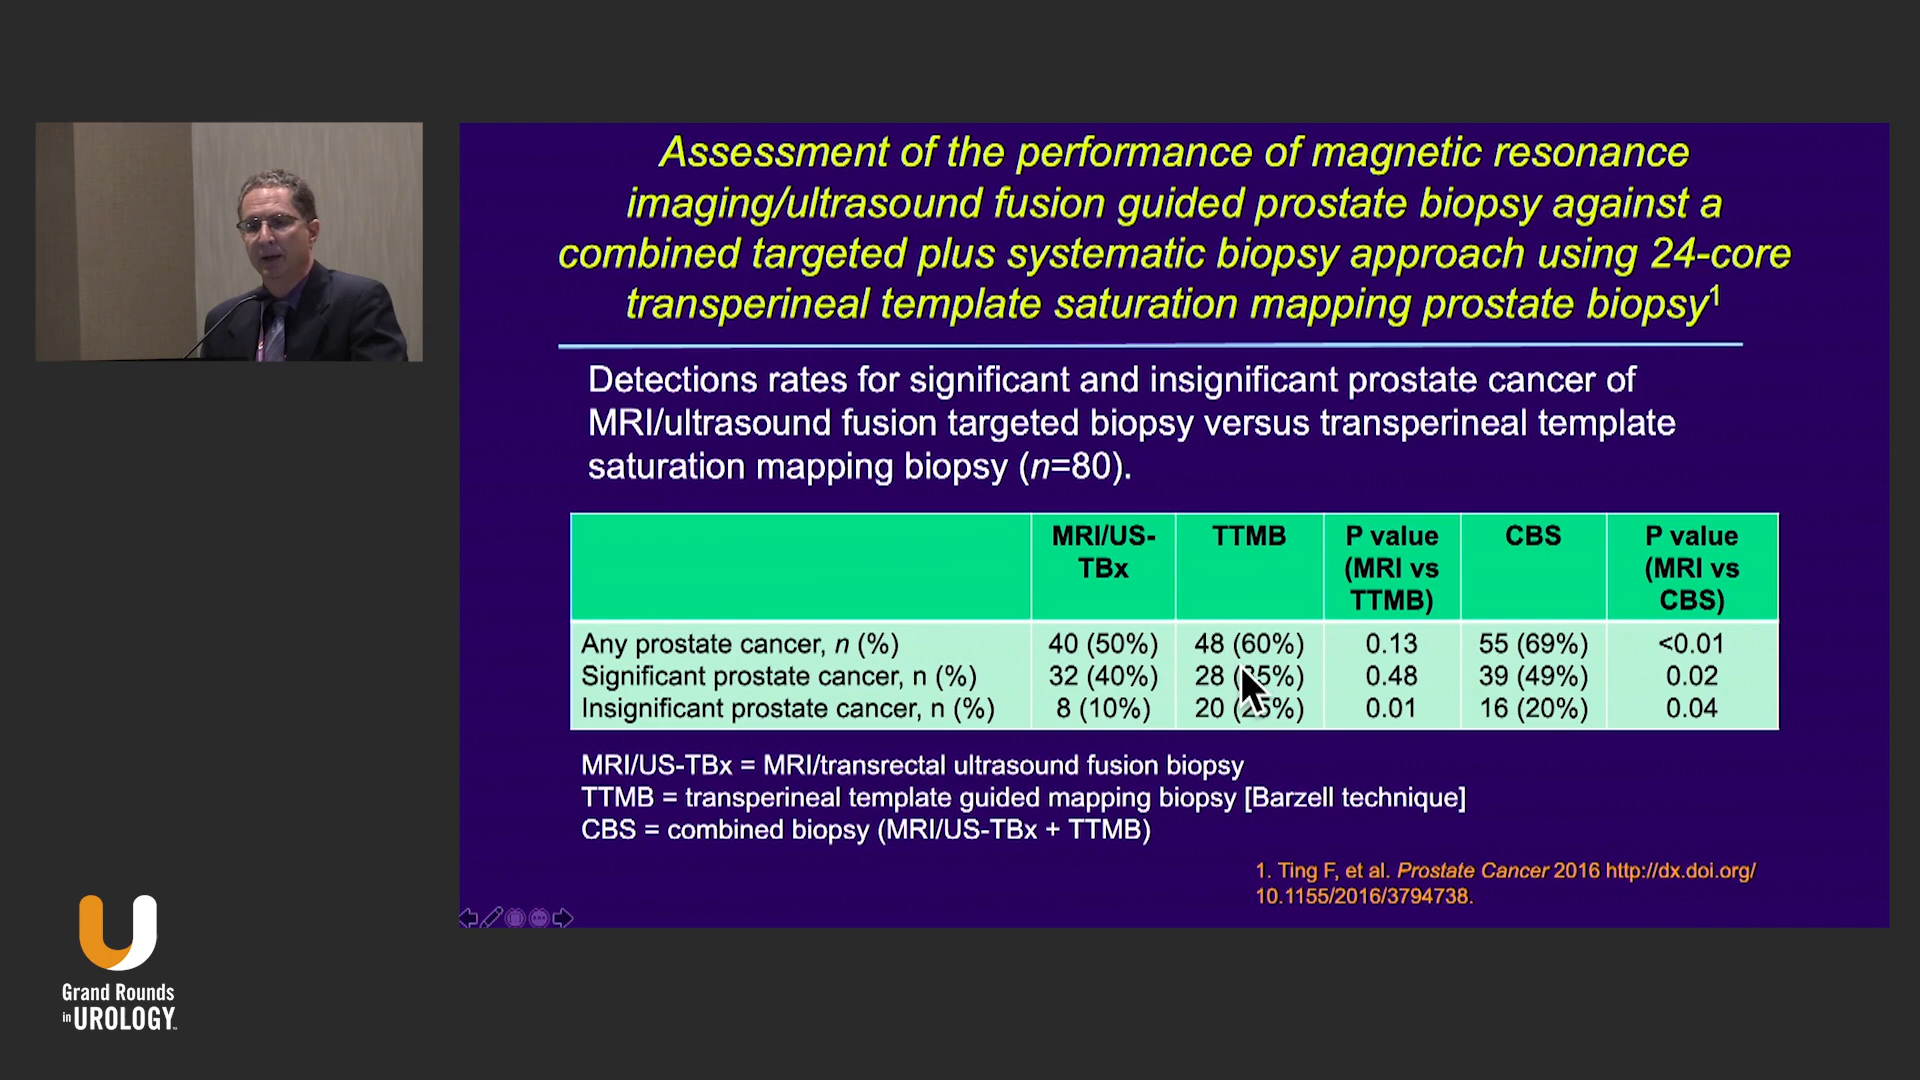 Assessment of the performance of magnetic resonance
imaging/ultrasound fusion guided prostate biopsy against a
combined targeted plus systematic biopsy approach using 24-core
transperineal template saturation mapping prostate biopsy1
Detections rates for significant and insignificant prostate cancer of
MRI/ultrasound fusion targeted biopsy versus transperineal template
saturation mapping biopsy (n=80).
MRI/US-TBx TTMB P value (MRI vs TTMB) CBS P value (MRI vs CBS)
Any prostate cancer, n (%) 40 (50%) 48 (60%) 0.13 55 (69%) <0.01
Significant prostate cancer, n (%) 32 (40%) 28 0.48 39 (49%) 0.02
Insignificant prostate cancer, n (%) 8 (10%) 20 0.01 16 (20%) 0.04
MRI/US-TBx = MRI/transrectal ultrasound fusion biopsy
TTMB = transperineal template guided mapping biopsy [Barzell technique]
CBS = combined biopsy (MRI/US-TBx + TTMB)
1. Ting F, et al. Prostate Cancer 2016 http://dx.doi.org/
10.1155/2016/3794738.
Grand Rounds
in UROLOGY